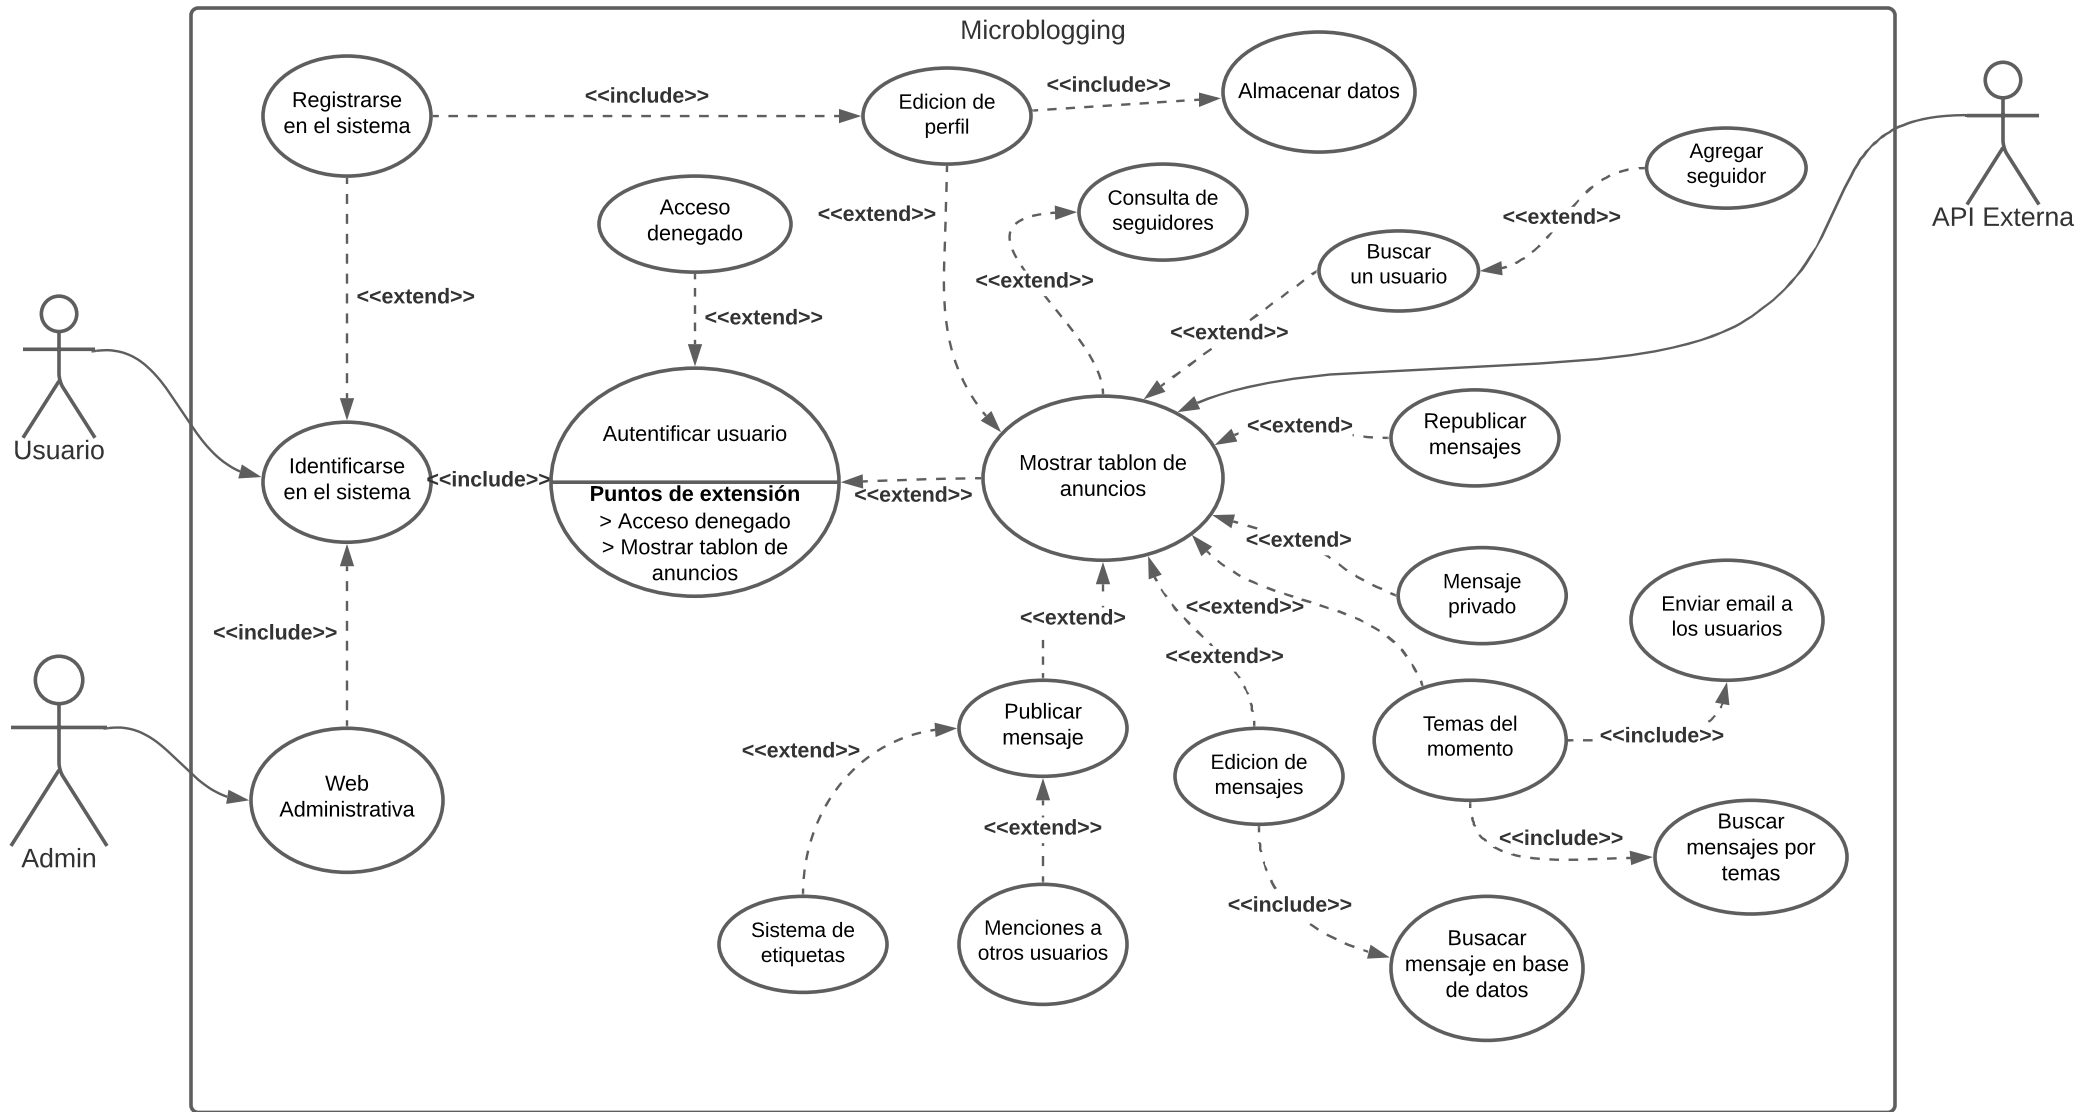 Microblogging
Registrarse
en el sistema
<<include>>
Edicion de
perfil
<<include>>
Almacenar datos
Agregar
seguidor
API Externa
Acceso
denegado
<<extend>>
Consulta de
seguidores
<<extend>>
Buscar
un usuario
<<extend>>
<<extend>>
<<extend>>
<<extend>>
Usuario
Identificarse
en el sistema
<<include>>
Autentificar usuario
Puntos de extensión
> Acceso denegado
> Mostrar tablon de
anuncios
<<extend>>
Mostrar tablon de
anuncios
<<extend>
Republicar
mensajes
<<extend>
Mensaje
privado
<<extend>>
Enviar email a
los usuarios
<<include>>
<<extend>
<<extend>>
Publicar
mensaje
<<extend>>
Temas del
momento
<<include>>
Edicion de
mensajes
Web
Administrativa
Admin
<<extend>>
<<include>>
Buscar
mensajes por
temas
<<include>>
Sistema de
etiquetas
Menciones a
otros usuarios
Busacar
mensaje en base
de datos